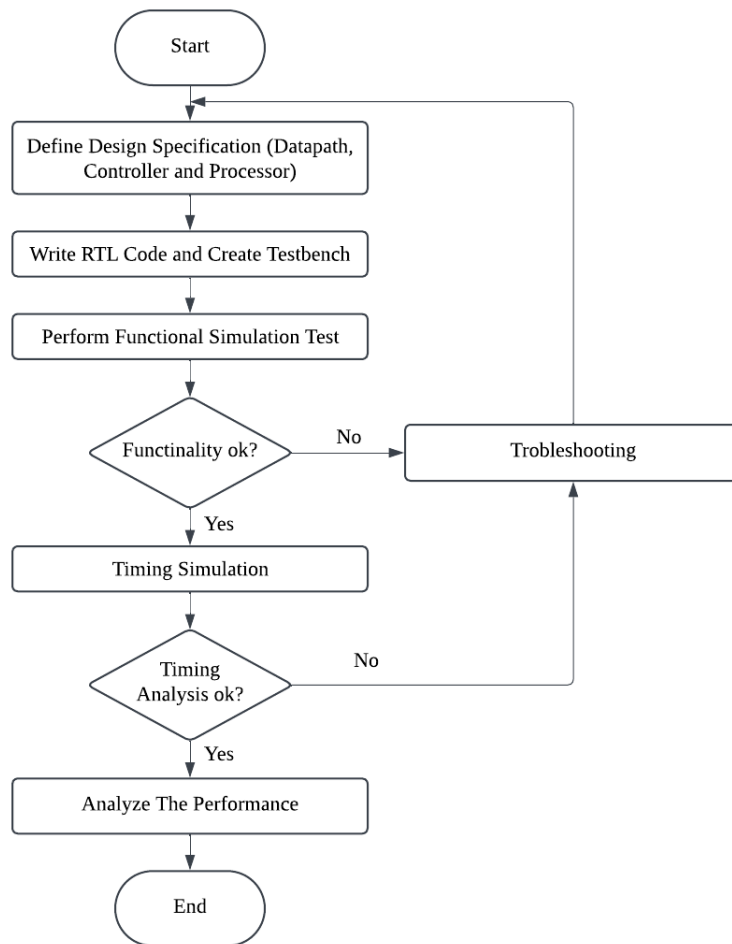 Start
Define Design Specification (Datapath,
Controller and Processor)
Write RTL Code and Create Testbench
Perform Functional Simulation Test
Functinality ok?
No
Trobleshooting
Yes
Timing Simulation
Timing
Analysis ok?
No
Yes
Analyze The Performance
End